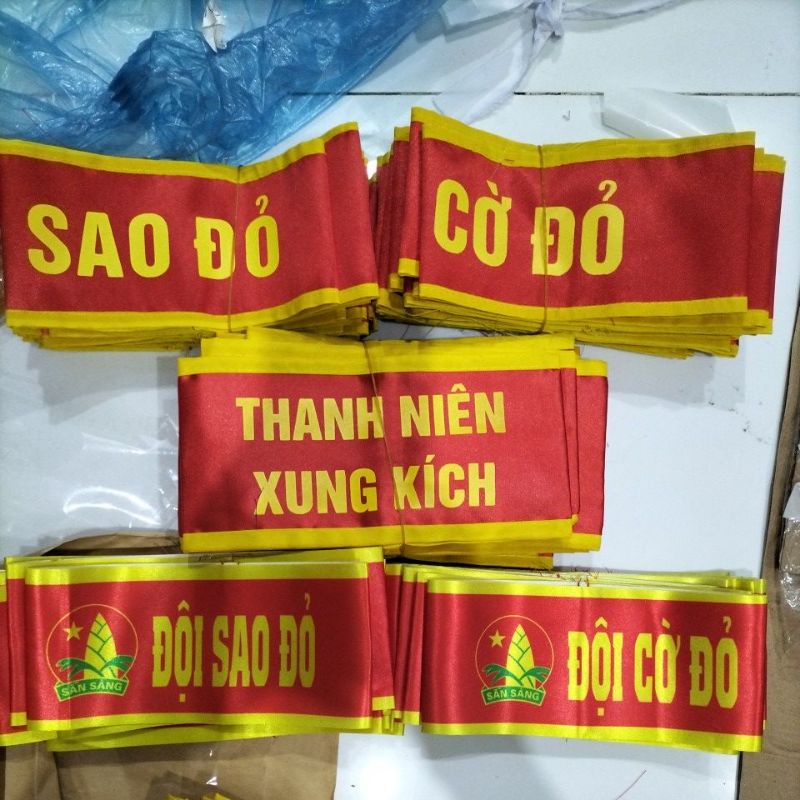 SAO ĐỎ
CỜ ĐỎ
THANH NIÊN
XUNG KÍCH
SẴN SÀNG
ĐỘI SAO ĐỎ
SẴN SÀNG
ĐỘI CỜ ĐỎ